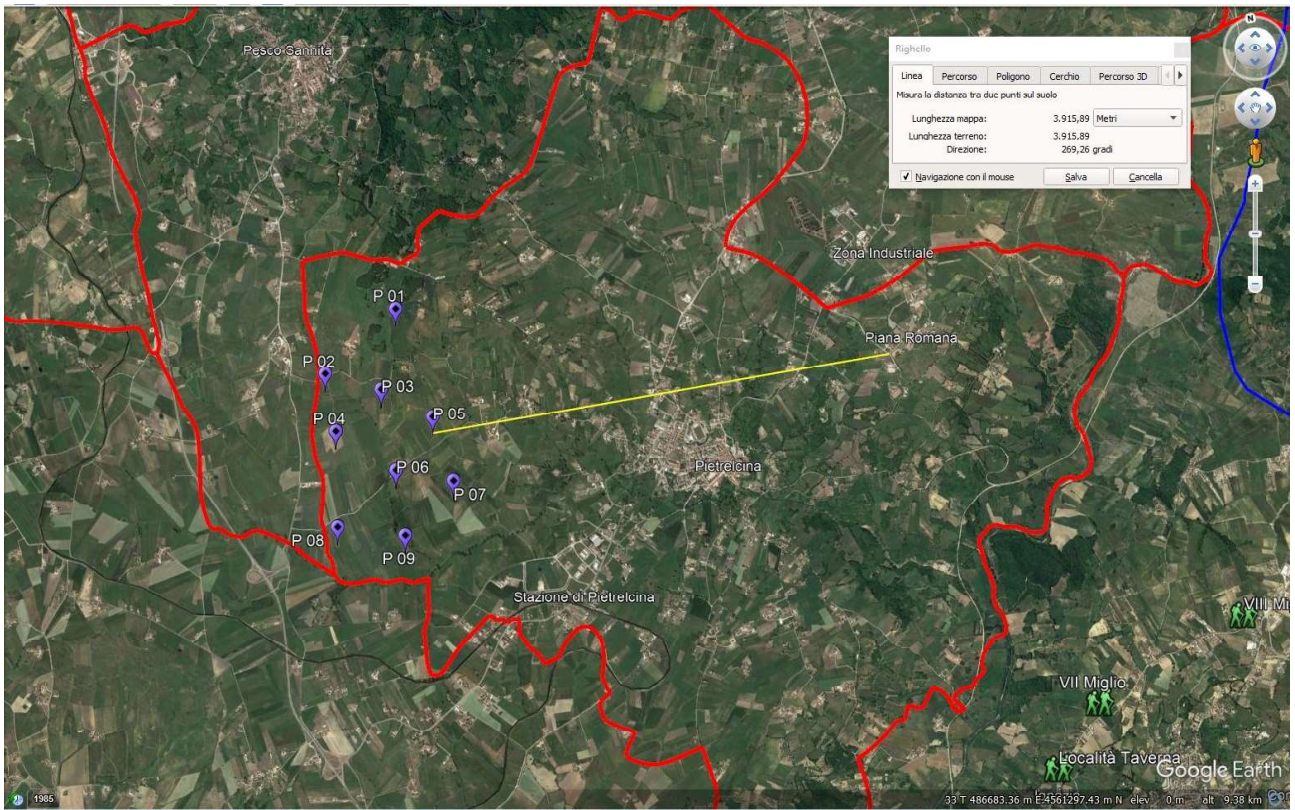 Pesco Sannita
N
Righello
Linea Percorso Poligono Cerchio Percorso 3D
Misura la distanza tra due punti sul suolo
Lunghezza mappa: 3.915,89 Metri
Lunghezza terreno: 3.915,89
Direzione: 269,26 gradi
Navigazione con il mouse Salva Cancella
Zona Industriale
P 01
Piana Romana
P 02
P 03
P 05
P 04
P 06
Pietrelcina
P 07
P 08
P 09
Stazione di Pietrelcina
VIII
VII Miglio
Località Taverna
Google Earth
1985
33 T 486683.36 m E 4561297.43 m N elev 0 m alt 9.38 km